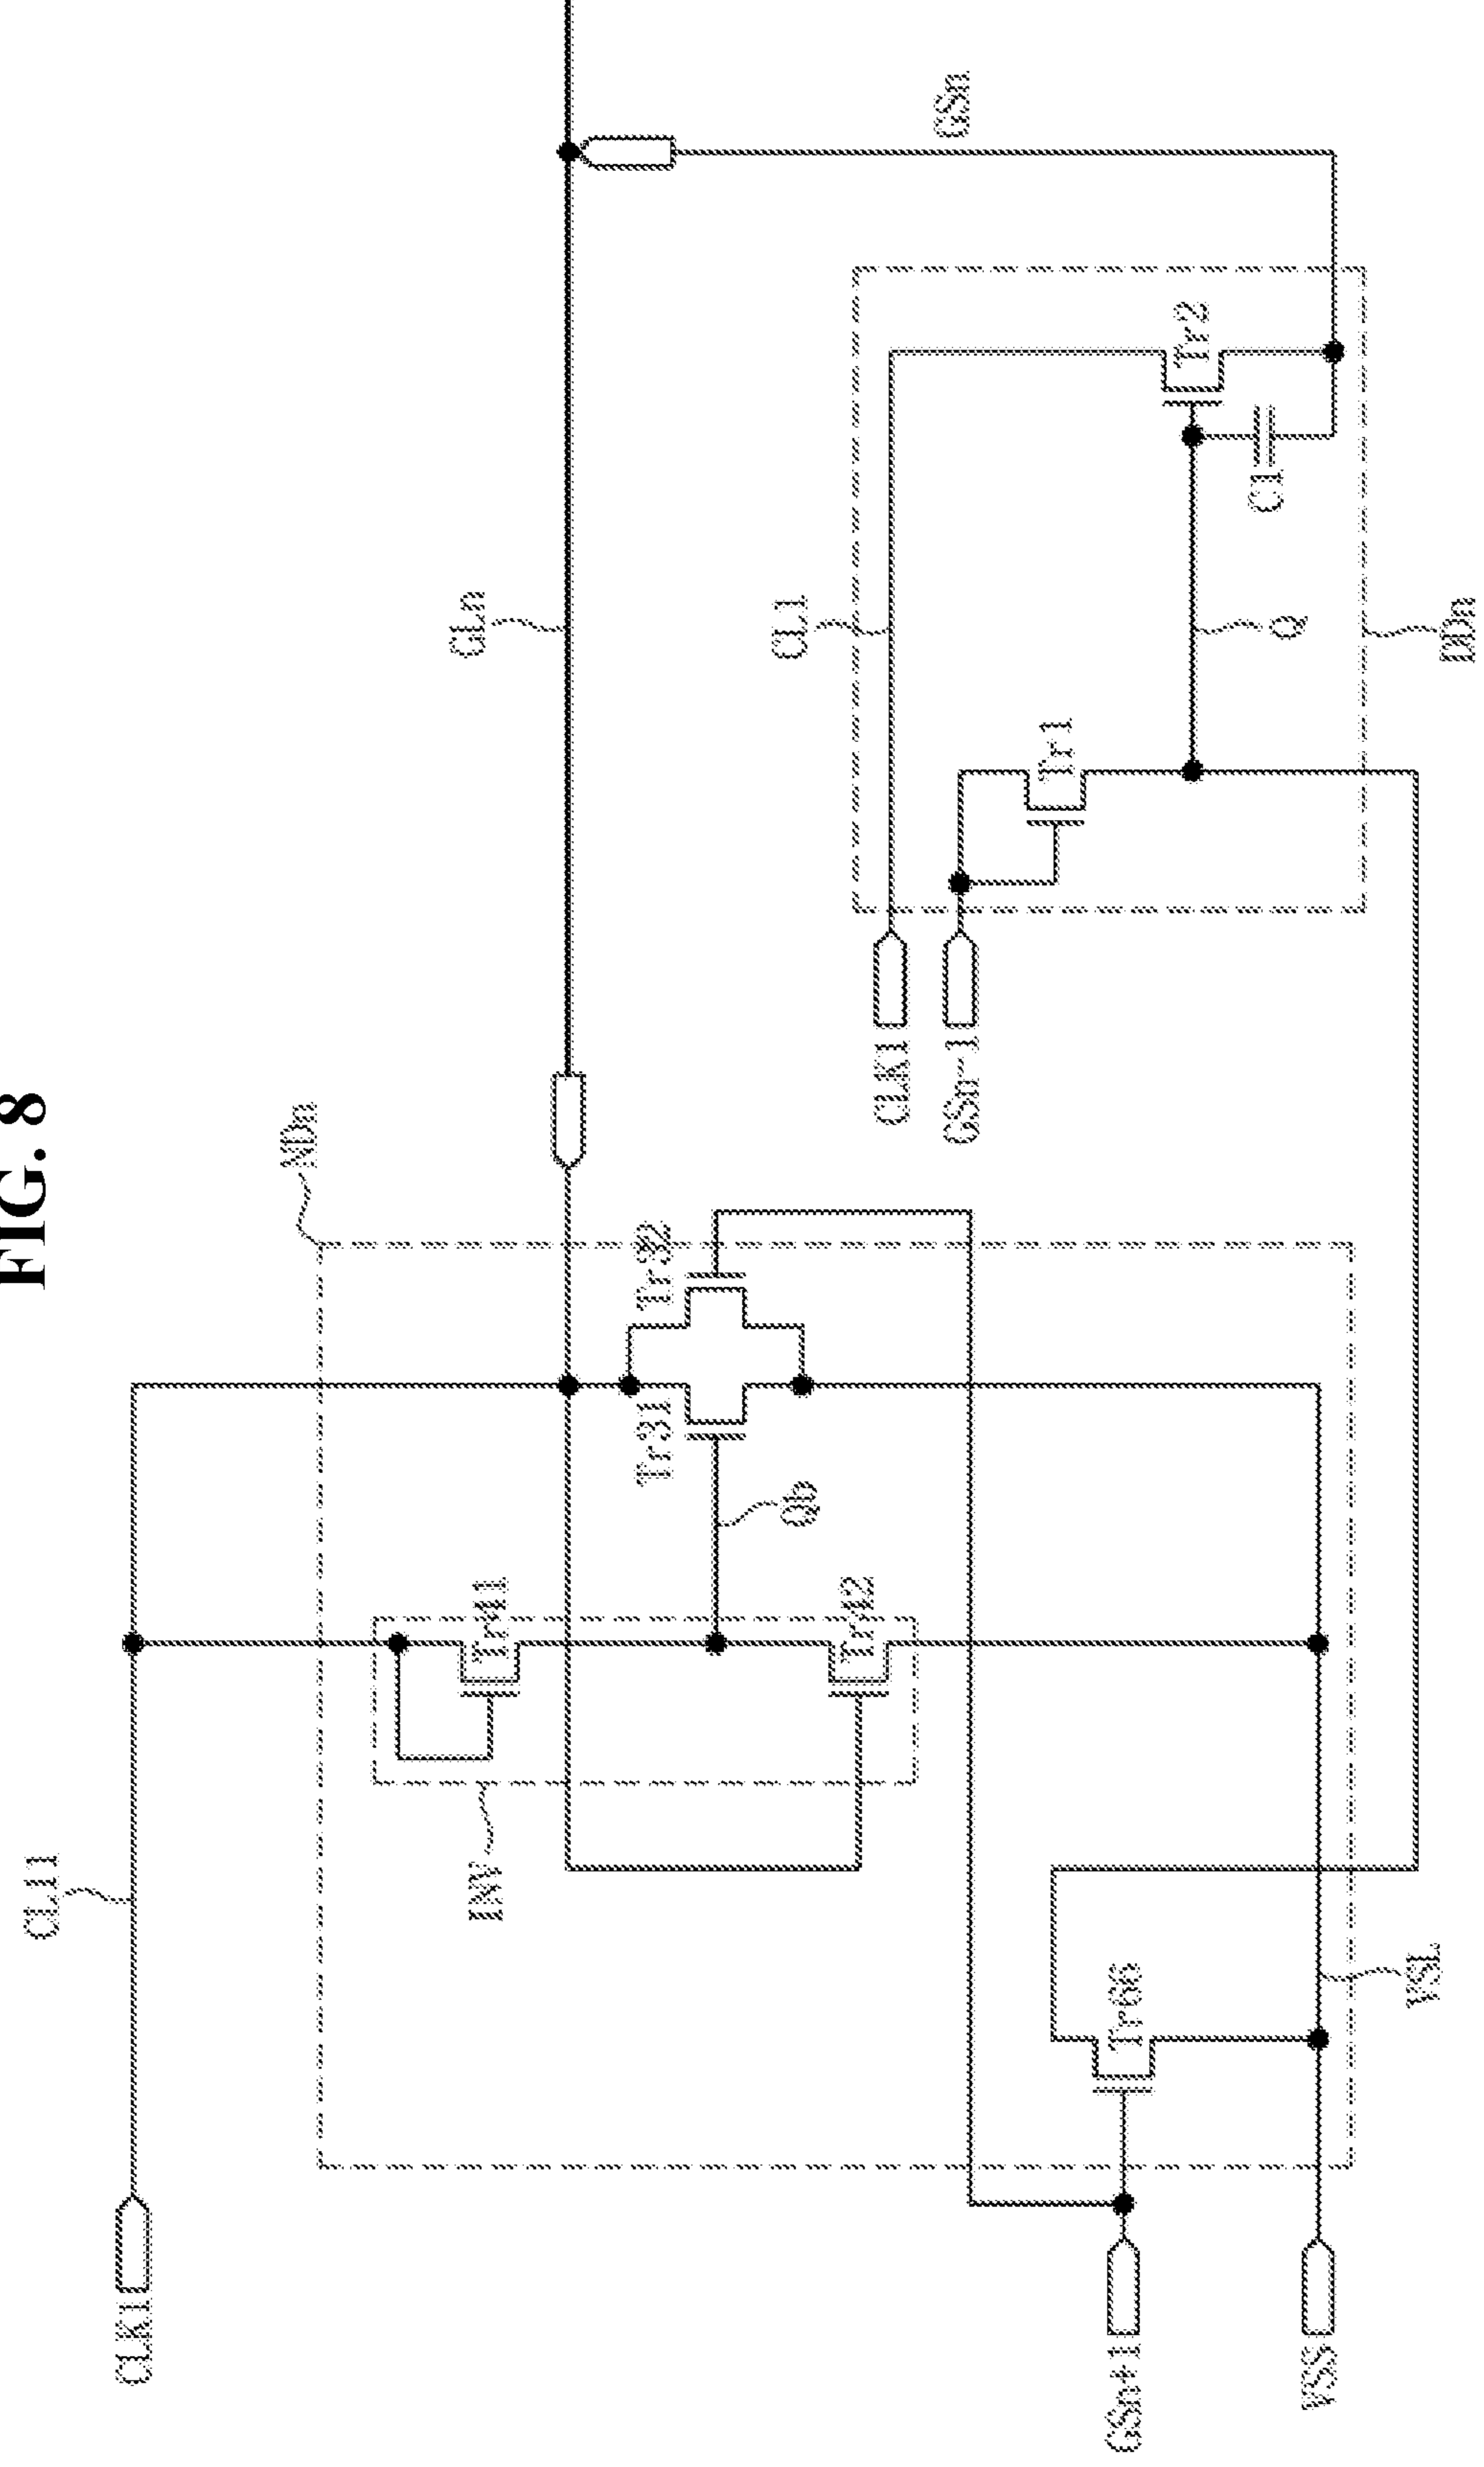 FIG. 8
CLK1
CL11
NDn
GLn
GSn
INV
Tr41
Tr31
Tr32
Qb
Tr42
CL1
CLK1
GSn-1
Tr1
Tr2
C1
Q
DDn
GSn+1
Tr66
VSS
VSL